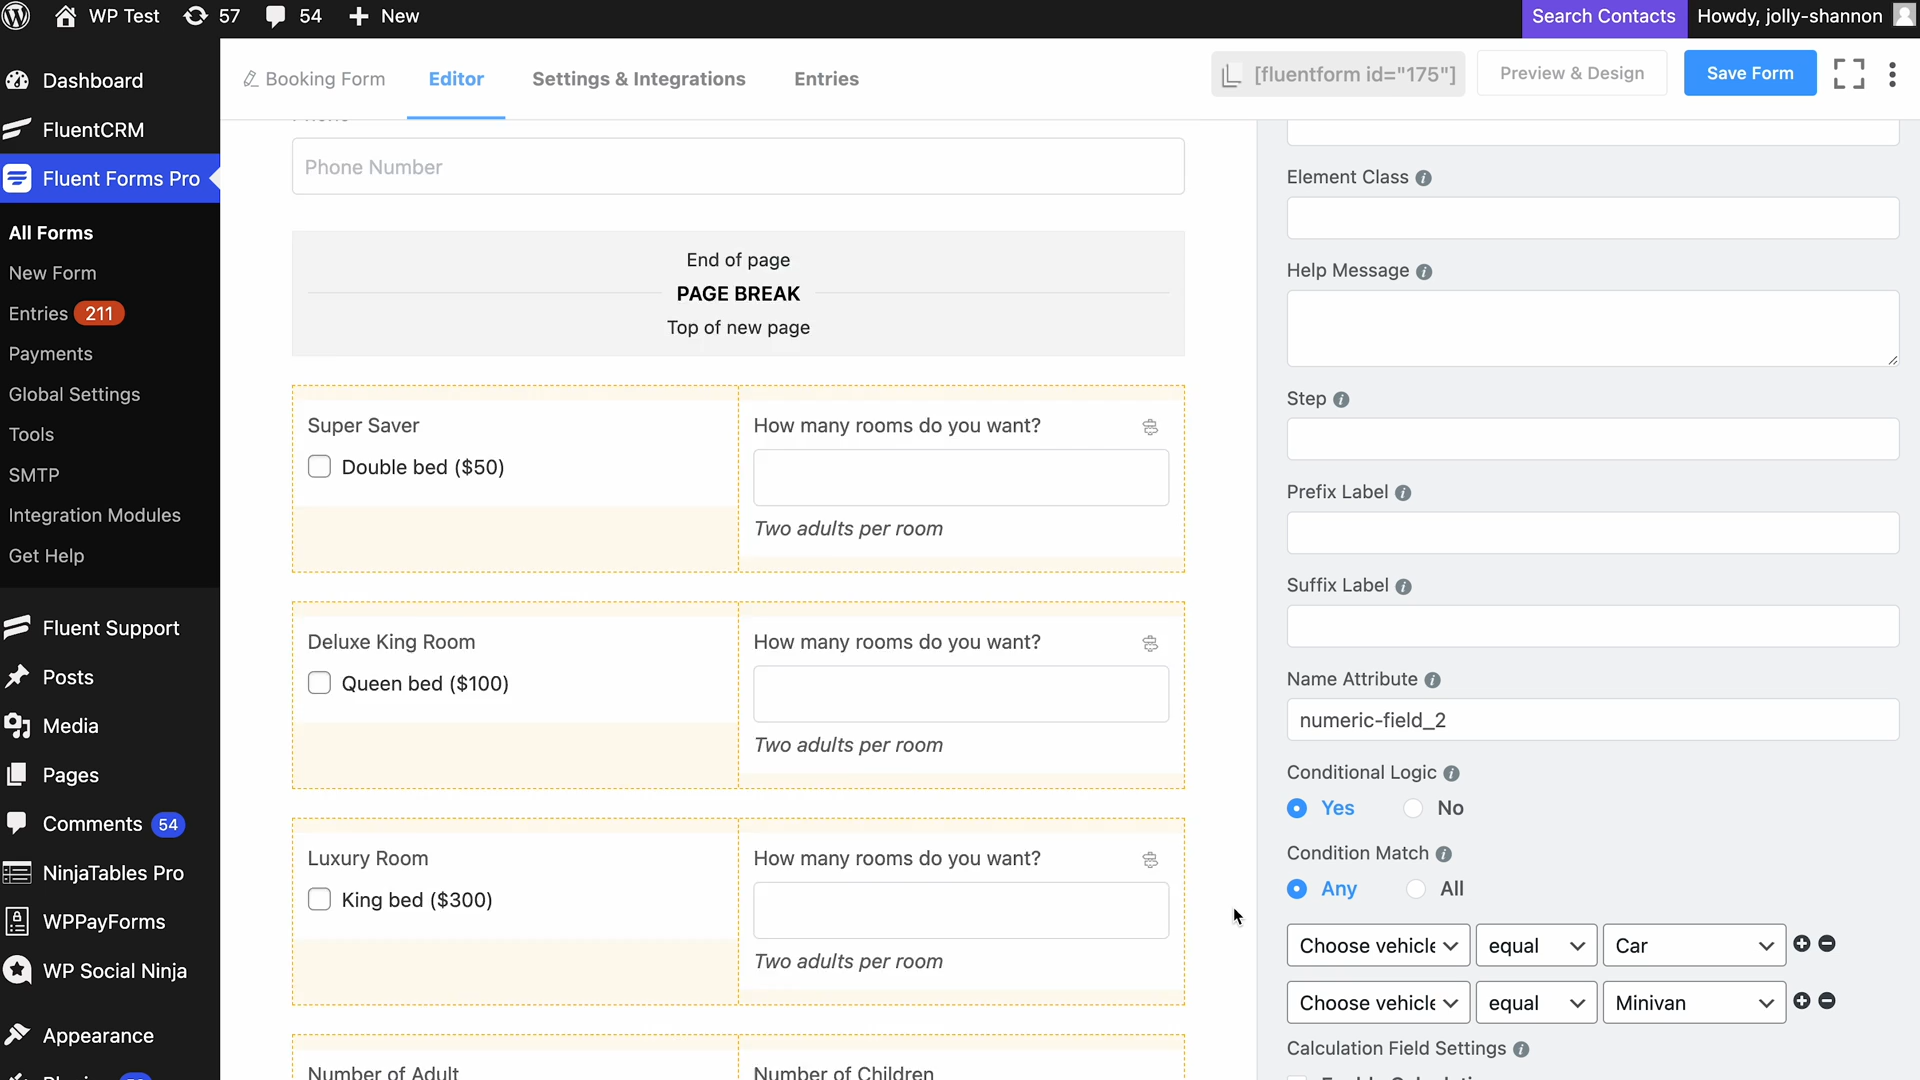 WP Test
57
54
New
Search Contacts
Howdy, jolly-shannon
Dashboard
FluentCRM
Fluent Forms Pro
All Forms
New Form
Entries 211
Payments
Global Settings
Tools
SMTP
Integration Modules
Get Help
Fluent Support
Posts
Media
Pages
Comments 54
NinjaTables Pro
WPPayForms
WP Social Ninja
Appearance
Booking Form
Editor
Settings & Integrations
Entries
[fluentform id="175"]
Preview & Design
Save Form
Phone Number
End of page
PAGE BREAK
Top of new page
Super Saver
Double bed ($50)
How many rooms do you want?
Two adults per room
Deluxe King Room
Queen bed ($100)
How many rooms do you want?
Two adults per room
Luxury Room
King bed ($300)
How many rooms do you want?
Two adults per room
Number of Adult
Number of Children
Element Class
Help Message
Step
Prefix Label
Suffix Label
Name Attribute
numeric-field_2
Conditional Logic
Yes No
Condition Match
Any All
Choose vehicle equal Car
Choose vehicle equal Minivan
Calculation Field Settings